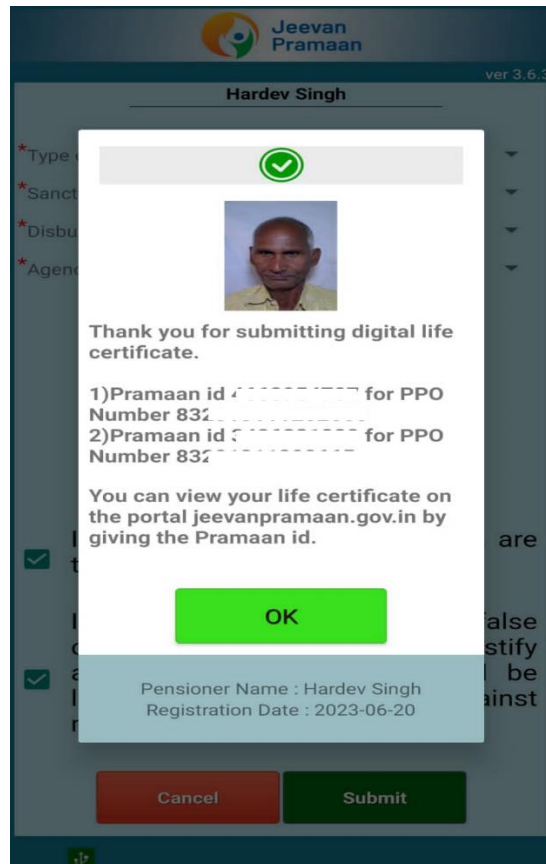 Jeevan
Pramaan
ver 3.6.3
Hardev Singh
*Type
*Sanct
*Disbu
*Agen
Thank you for submitting digital life
certificate.
1)Pramaan id for PPO
Number 832
2)Pramaan id for PPO
Number 832
You can view your life certificate on
the portal jeevanpramaan.gov.in by
giving the Pramaan id.
are
OK
false
stify
be
ainst
Pensioner Name : Hardev Singh
Registration Date : 2023-06-20
Cancel Submit